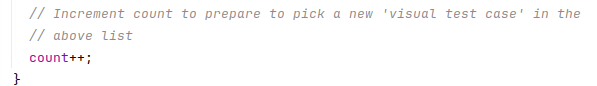 // Increment count to prepare to pick a new 'visual test case' in the
// above list
count++;
}